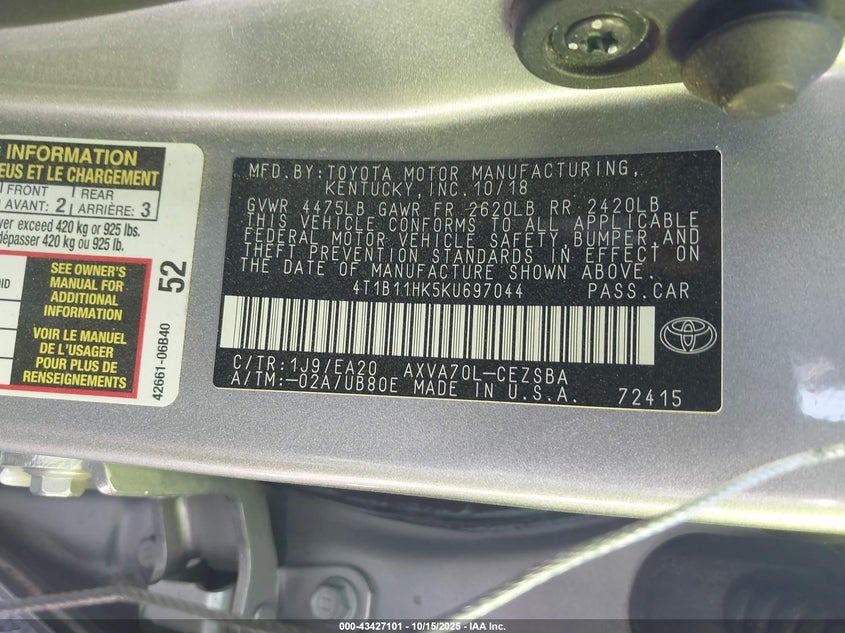 G INFORMATION
EUS ET LE CHARGEMENT
FRONT
AVANT: 2
REAR
ARRIÈRE: 3
ver exceed 420 kg or 925 lbs.
dépasser 420 kg ou 925 lb.
SEE OWNER'S
MANUAL FOR
ADDITIONAL
INFORMATION
VOIR LE MANUEL
DE L'USAGER
POUR PLUS DE
RENSEIGNEMENTS
52
42661-06B40
MFD.BY:TOYOTA MOTOR MANUFACTURING,
KENTUCKY, INC.10/18
GVWR 4475LB GAWR FR 2620LB RR 2420LB
THIS VEHICLE CONFORMS TO ALL APPLICABLE
FEDERAL MOTOR VEHICLE SAFETY,BUMPER,AND
THEFT PREVENTION STANDARDS IN EFFECT ON
THE DATE OF MANUFACTURE SHOWN ABOVE.
4T1B11HK5KU697044 PASS.CAR
C/TR:1J9/EA20 AXVA70L-CEZSBA
A/TM:-02A/UB80E MADE IN U.S.A. 72415
000-43427101 - 10/15/2025 - IAA Inc.